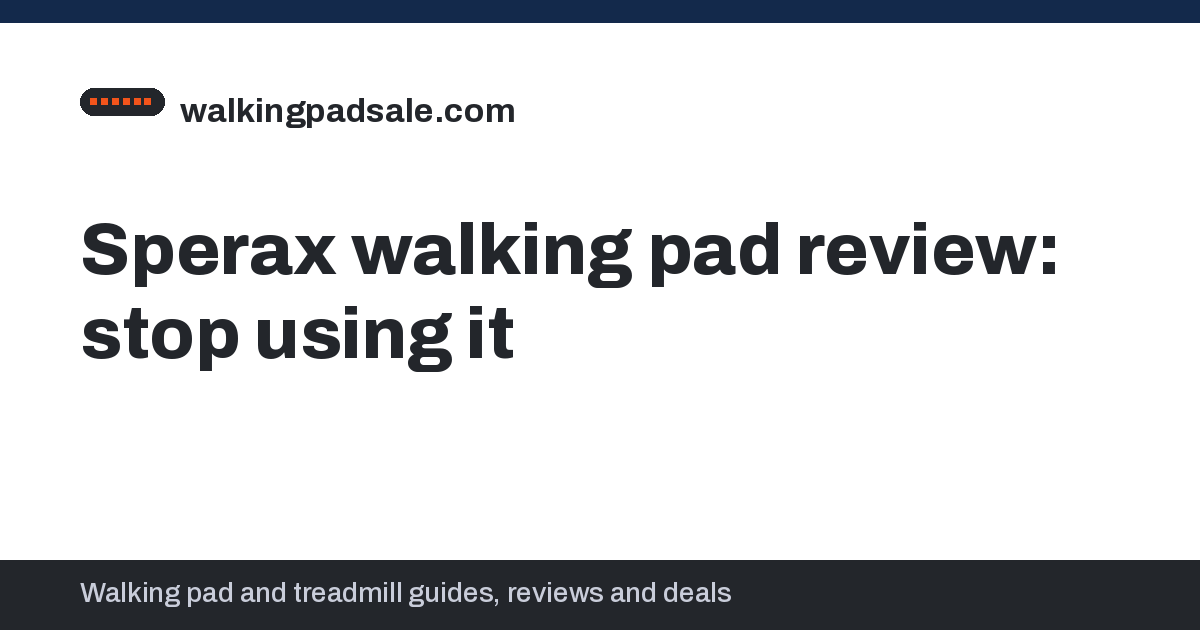 walkingpadsale.com
Sperax walking pad review:
stop using it
Walking pad and treadmill guides, reviews and deals